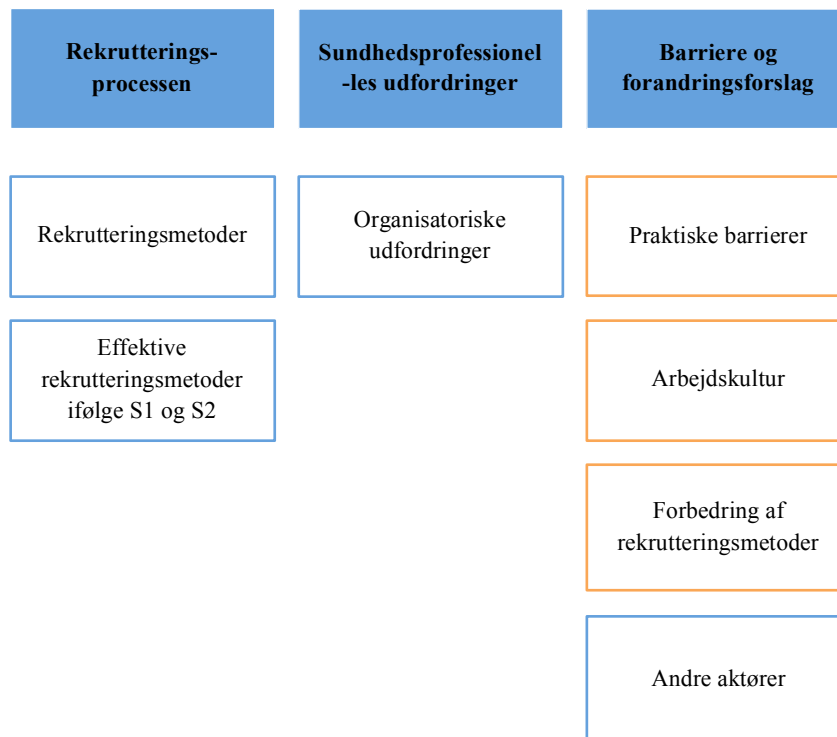 Rekrutterings-
processen
Sundhedsprofessionel
-les udfordringer
Barriere og
forandringsforslag
Rekrutteringsmetoder
Effektive
rekrutteringsmetoder
ifølge S1 og S2
Organisatoriske
udfordringer
Praktiske barrierer
Arbejdskultur
Forbedring af
rekrutteringsmetoder
Andre aktører